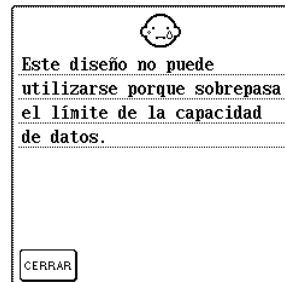 Este diseño no puede
utilizarse porque sobrepasa
el límite de la capacidad
de datos.
CERRAR